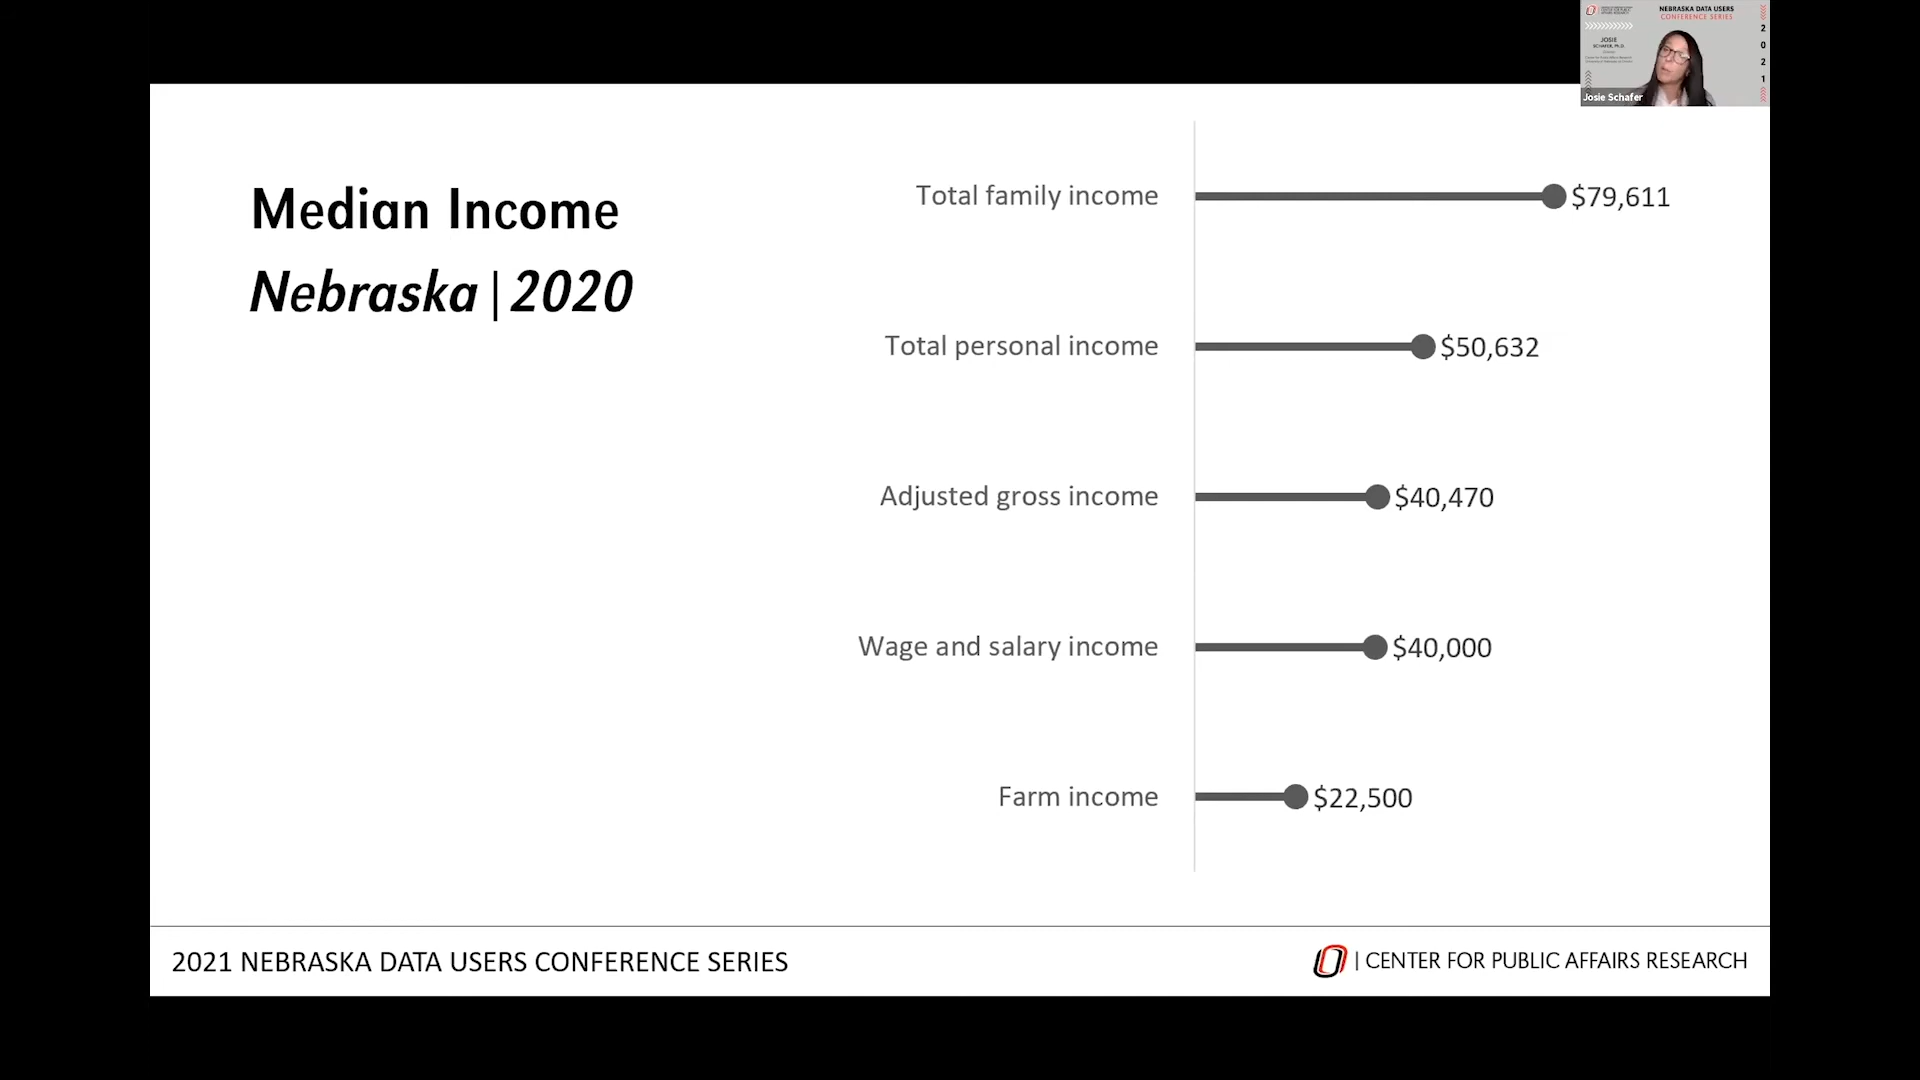 NEBRASKA DATA USERS
CONFERENCE SERIES
2
0
2
1
JOSIE
SCHAFER, PH.D.
Josie Schafer
Median Income
Nebraska | 2020
Total family income
$79,611
Total personal income
$50,632
Adjusted gross income
$40,470
Wage and salary income
$40,000
Farm income
$22,500
2021 NEBRASKA DATA USERS CONFERENCE SERIES
O | CENTER FOR PUBLIC AFFAIRS RESEARCH